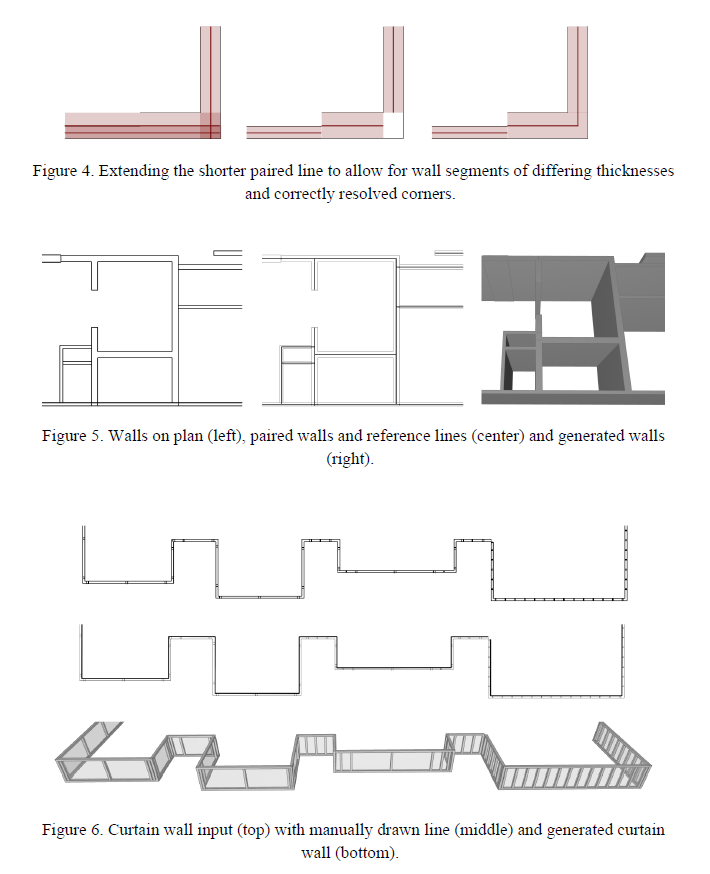 Figure 4. Extending the shorter paired line to allow for wall segments of differing thicknesses
and correctly resolved corners.
Figure 5. Walls on plan (left), paired walls and reference lines (center) and generated walls
(right).
Figure 6. Curtain wall input (top) with manually drawn line (middle) and generated curtain
wall (bottom).